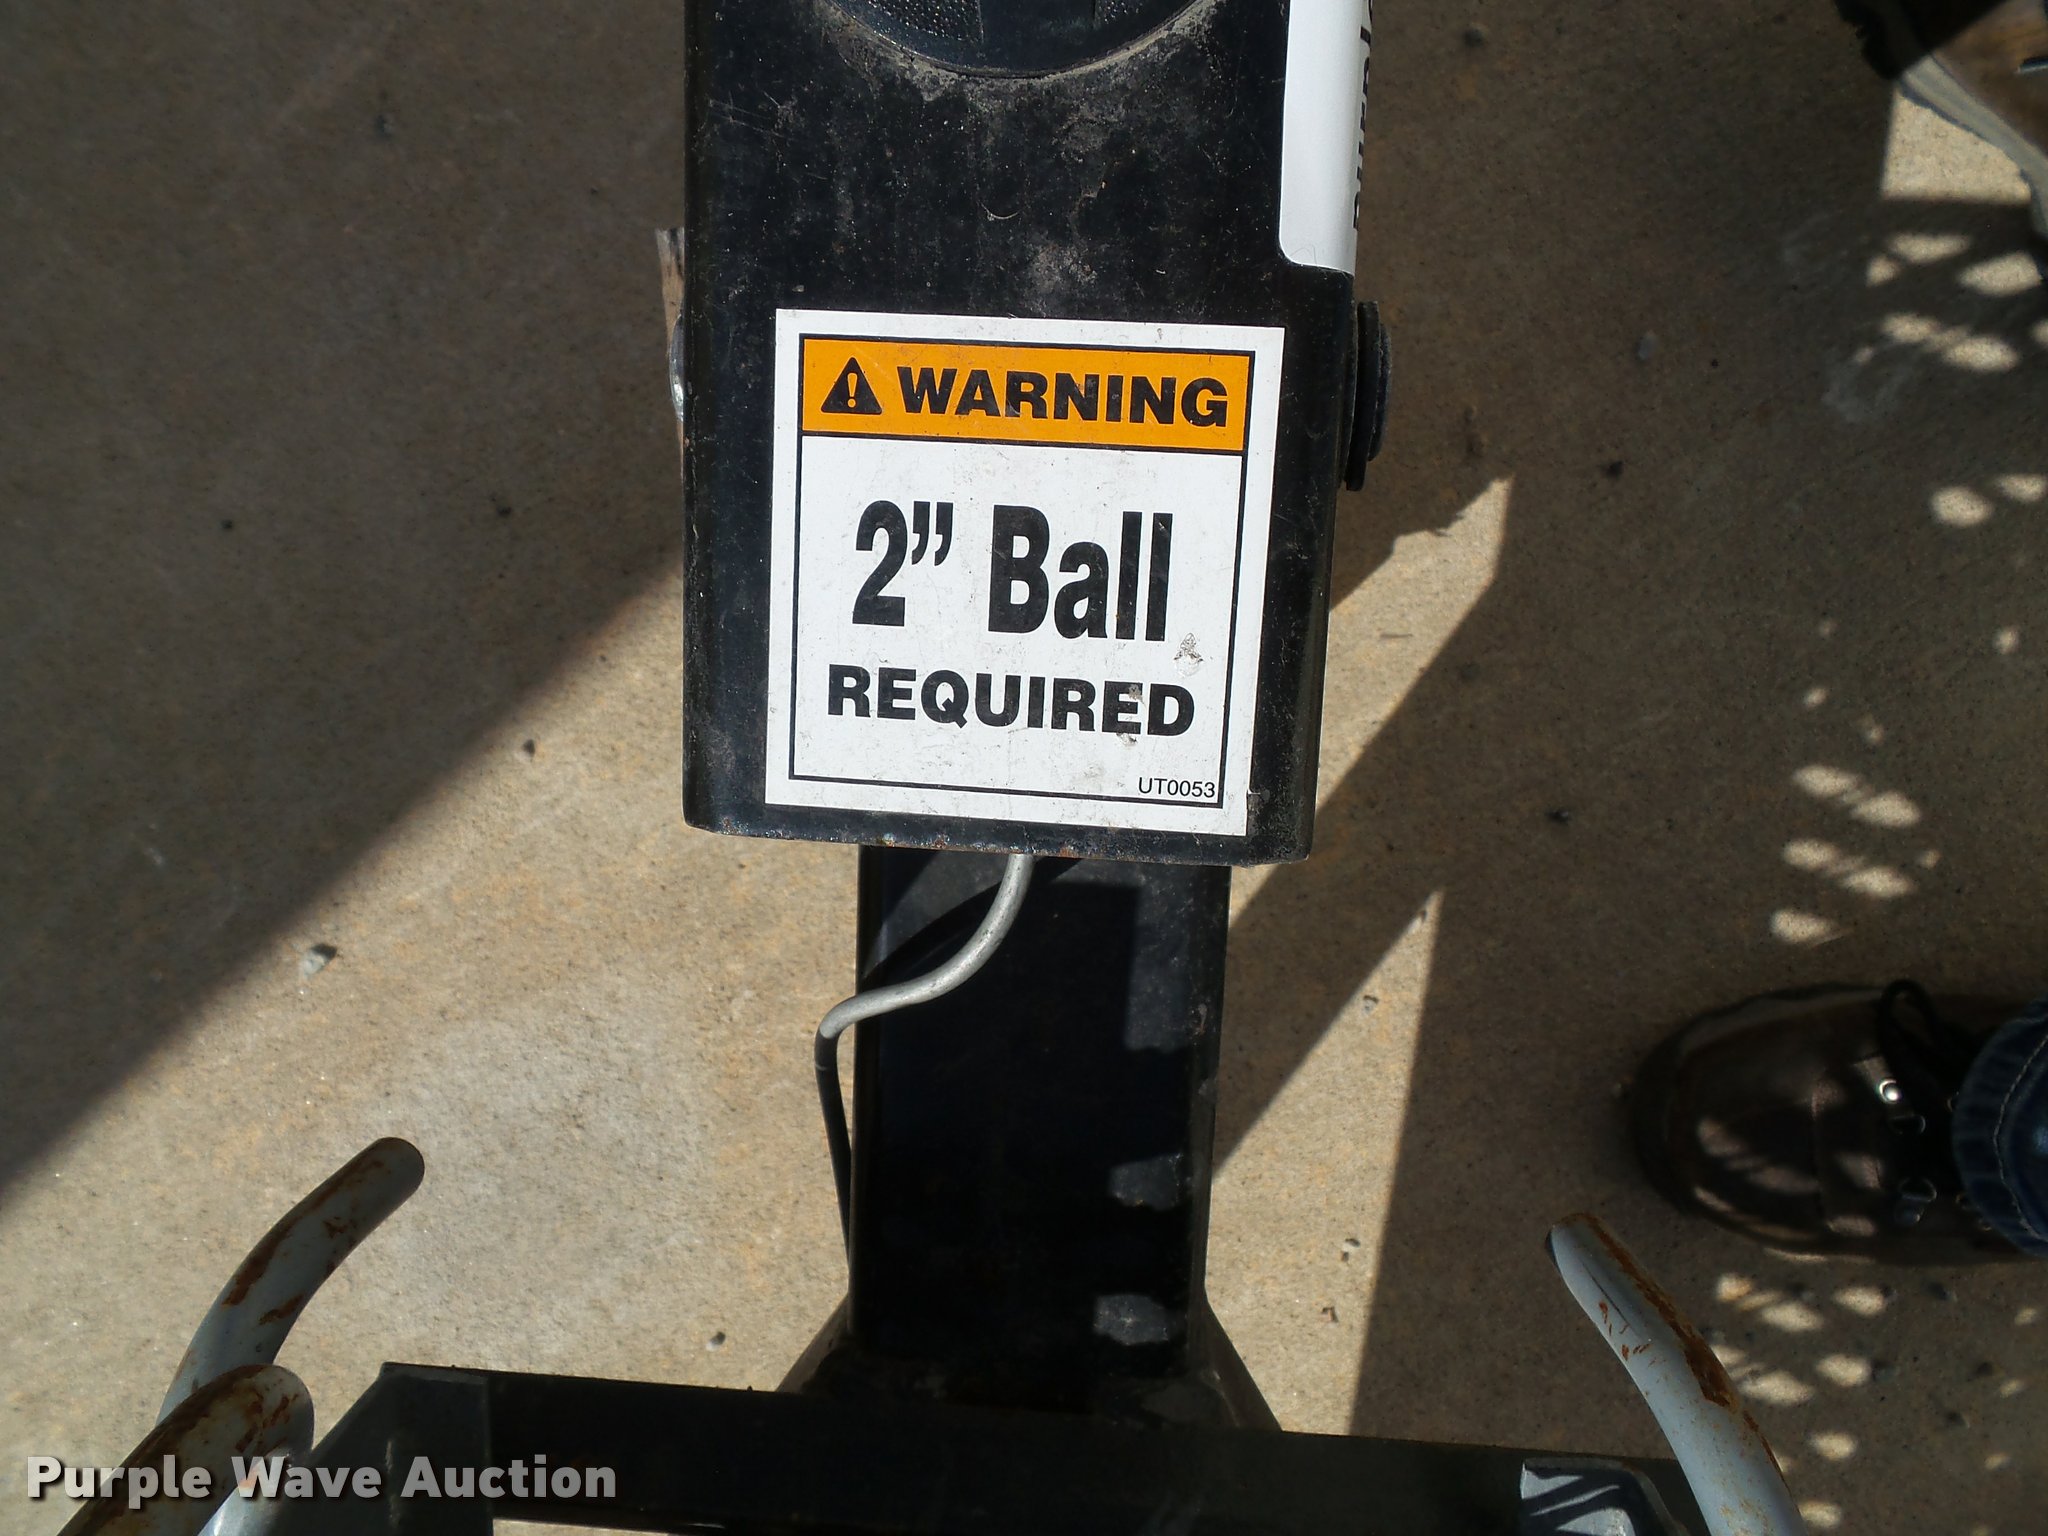 WARNING
2” Ball
REQUIRED
UT0053
Purple Wave Auction